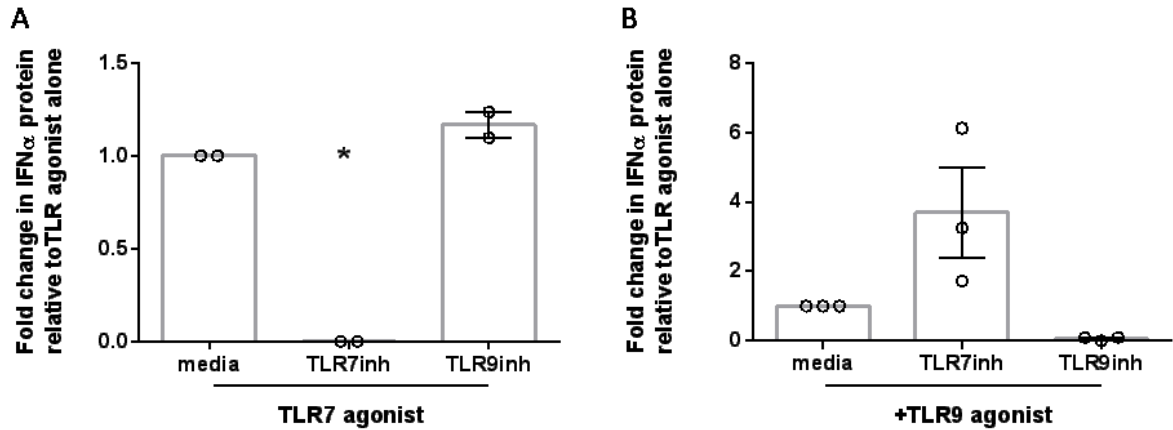 A
Fold change in IFNα protein
relative toTLR agonist alone
1.5
1.0
0.5
0.0
*
media
TLR7inh
TLR9inh
TLR7 agonist
B
Fold change in IFNα protein
relative toTLR agonist alone
8
6
4
2
0
media
TLR7inh
TLR9inh
+TLR9 agonist